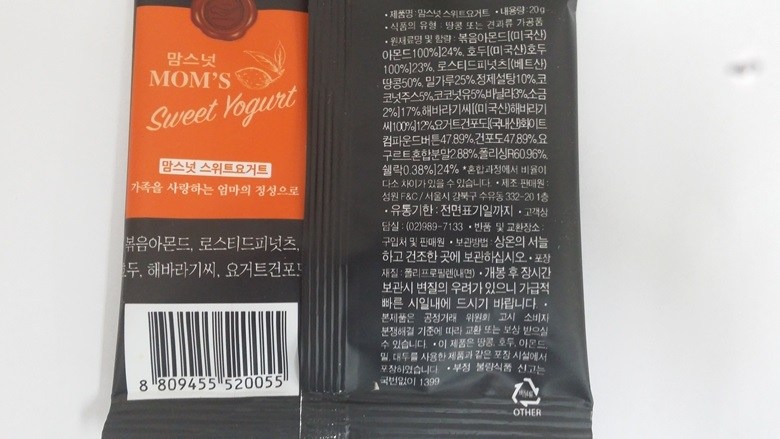 맘스넛
MOM'S
Sweet Yogurt
맘스넛 스위트요거트
가족을 사랑하는 엄마의 정성으로
볶음아몬드, 로스티드피넛츠,
호두, 해바라기씨, 요거트건포도
8 809455 520055
• 제품명 : 맘스넛 스위트요거트 • 내용량 : 20g
• 식품의 유형 : 땅콩 또는 견과류 가공품
• 원재료명 및 함량 : 볶음아몬드[(미국산)
아몬드100%]24%, 호두[(미국산)호두
100%]23%, 로스티드피넛츠[(베트산)
땅콩50%, 밀가루25%,정제설탕10%,코
코넛주스5%,코코넛유5%,바닐라3%,소금
2%]17%,해바라기씨[(미국산)해바라기
씨100%]12%,요거트건포도[(국내산)화이트
컴파운드버튼47.89%,건포도47.89%,요
구르트혼합분말2.88%,폴리싱R60.96%,
쉘락0.38%]24% *혼합과정에서 비율이
다소 차이가 있을 수 있습니다. • 제조·판매원 :
성원 F&C / 서울시 강북구 수유동 332-20 1층
• 유통기한 : 전면표기일까지 • 고객상
담실 : (02)989-7133 • 반품 및 교환장소 :
구입처 및 판매원 • 보관방법 : 상온의 서늘
하고 건조한 곳에 보관하십시오. • 포장
재질 : 폴리프로필렌(내면) • 개봉 후 장시간
보관시 변질의 우려가 있으니 가급적
빠른 시일내에 드시기 바랍니다. •
본제품은 공정거래 위원회 고시 소비자
분쟁해결 기준에 따라 교환 또는 보상 받으실
수 있습니다. • 이 제품은 땅콩, 호두, 아몬드,
밀, 대두를 사용한 제품과 같은 포장 시설에서
포장하였습니다. • 부정 불량식품 신고는
국번없이 1399
OTHER